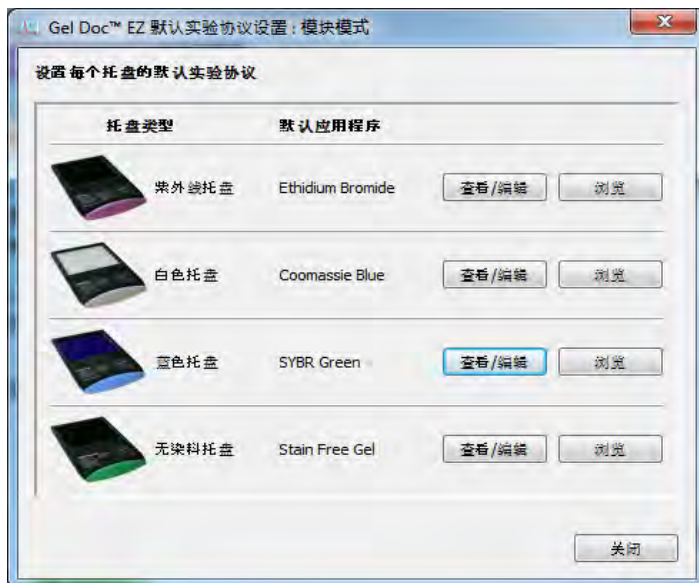 Gel Doc™ EZ 默认实验协议设置 : 模块模式
设置每个托盘的默认实验协议
托盘类型 默认应用程序
紫外线托盘 Ethidium Bromide 查看/编辑 浏览
白色托盘 Coomassie Blue 查看/编辑 浏览
蓝色托盘 SYBR Green 查看/编辑 浏览
无染料托盘 Stain Free Gel 查看/编辑 浏览
关闭